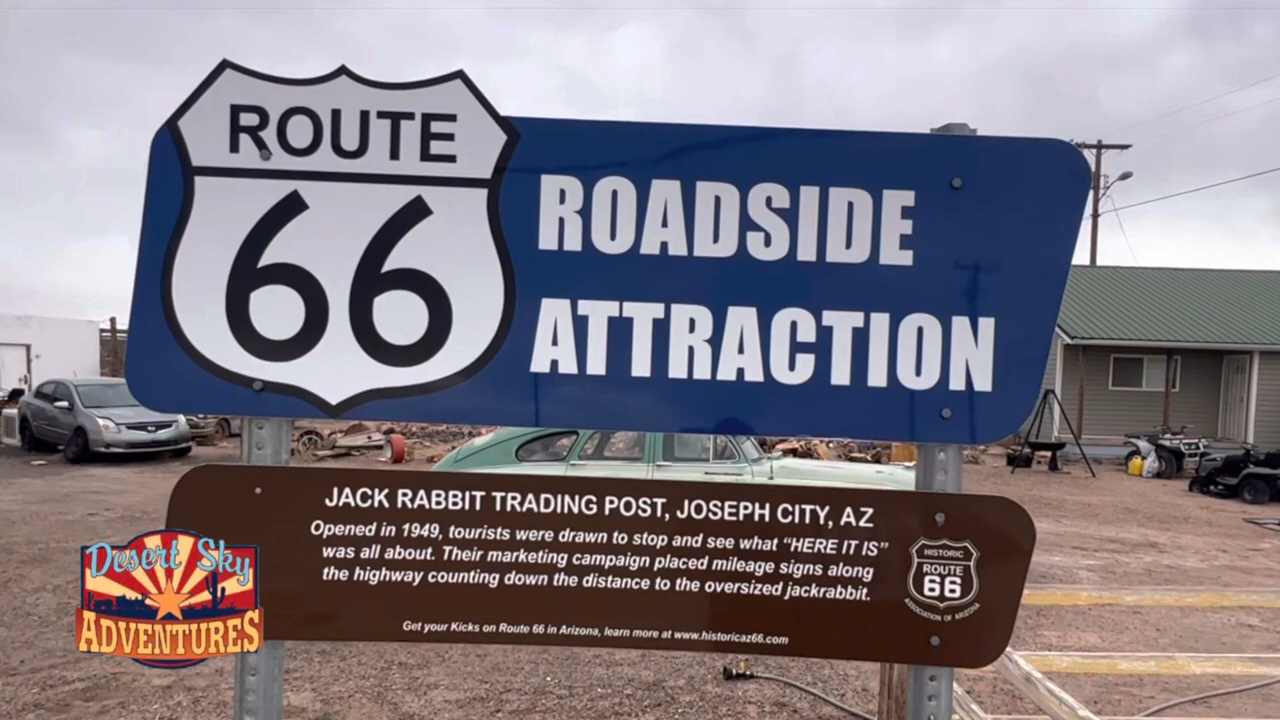 ROUTE
66
ROADSIDE
ATTRACTION
JACK RABBIT TRADING POST, JOSEPH CITY, AZ
Opened in 1949, tourists were drawn to stop and see what “HERE IT IS”
was all about. Their marketing campaign placed mileage signs along
the highway counting down the distance to the oversized jackrabbit.
Get your Kicks on Route 66 in Arizona, learn more at www.historicaz66.com
HISTORIC
ROUTE
66
ASSOCIATION OF ARIZONA
Desert Sky
ADVENTURES